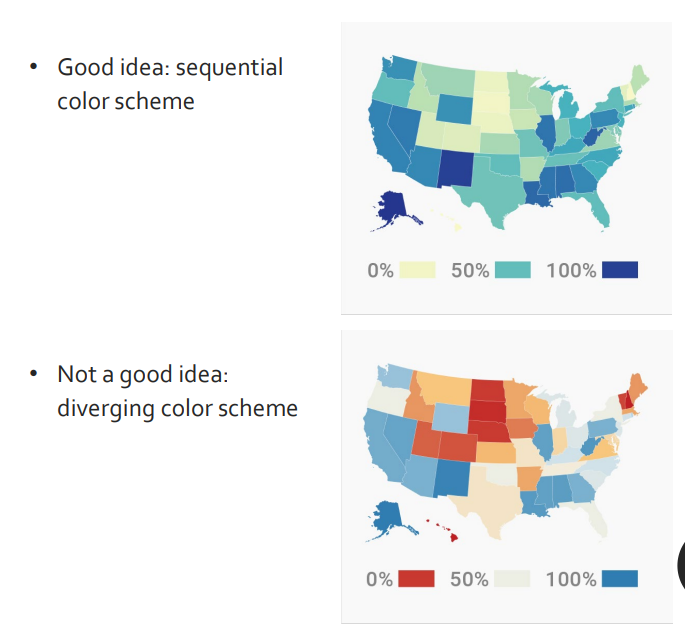 • Good idea: sequential
color scheme
0% 50% 100%
• Not a good idea:
diverging color scheme
0% 50% 100%